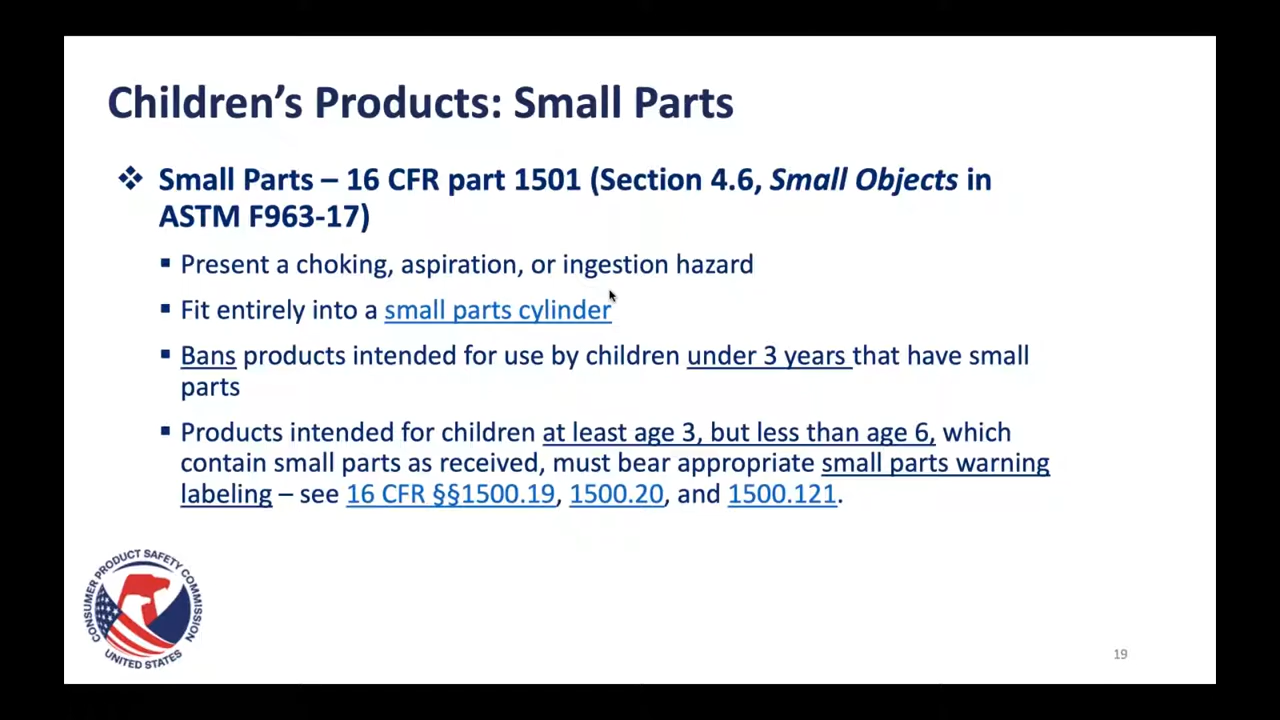 Children's Products: Small Parts
❖ Small Parts – 16 CFR part 1501 (Section 4.6, Small Objects in
ASTM F963-17)
▪ Present a choking, aspiration, or ingestion hazard
▪ Fit entirely into a small parts cylinder
▪ Bans products intended for use by children under 3 years that have small
parts
▪ Products intended for children at least age 3, but less than age 6, which
contain small parts as received, must bear appropriate small parts warning
labeling – see 16 CFR §§1500.19, 1500.20, and 1500.121.
CONSUMER PRODUCT SAFETY COMMISSION
UNITED STATES
19